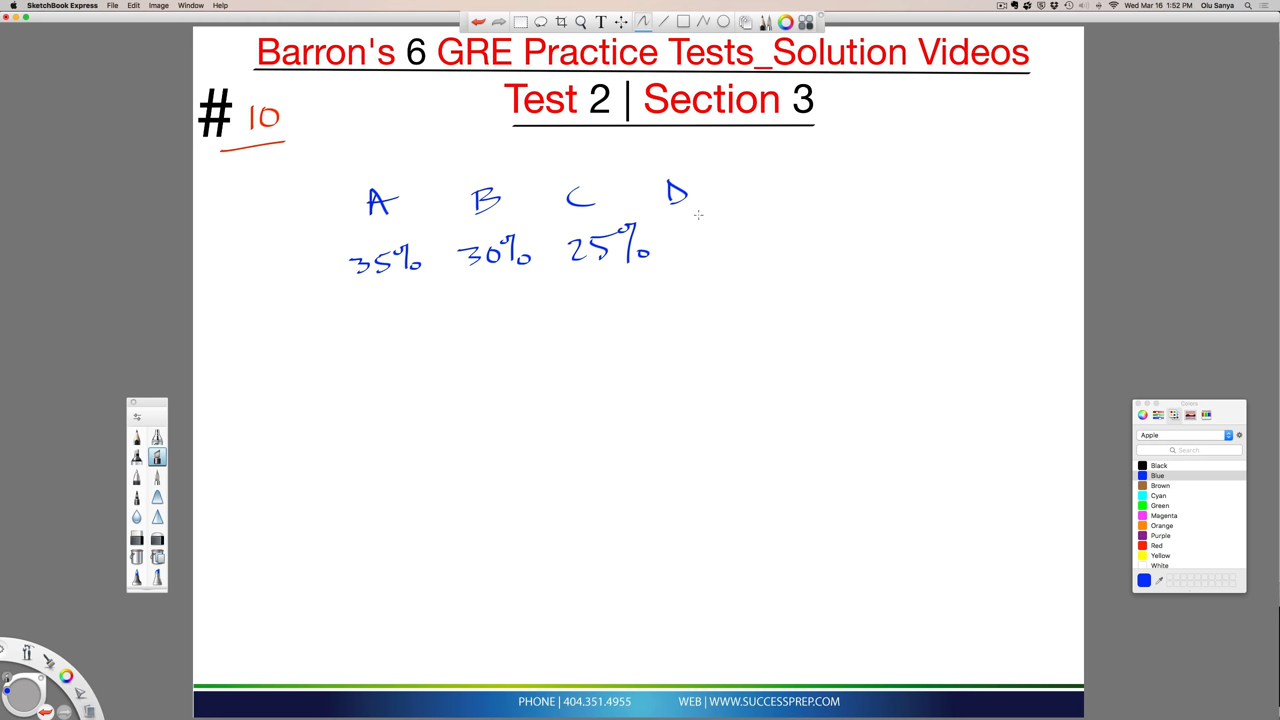 SketchBook Express File Edit Image Window Help
Wed Mar 16 1:52 PM Olu Sanya
Barron's 6 GRE Practice Tests_Solution Videos
Test 2 | Section 3
# 10
A B C D
35% 30% 25%
Colors
Apple
Search
Black
Blue
Brown
Cyan
Green
Magenta
Orange
Purple
Red
Yellow
White
PHONE | 404.351.4955 WEB | WWW.SUCCESSPREP.COM